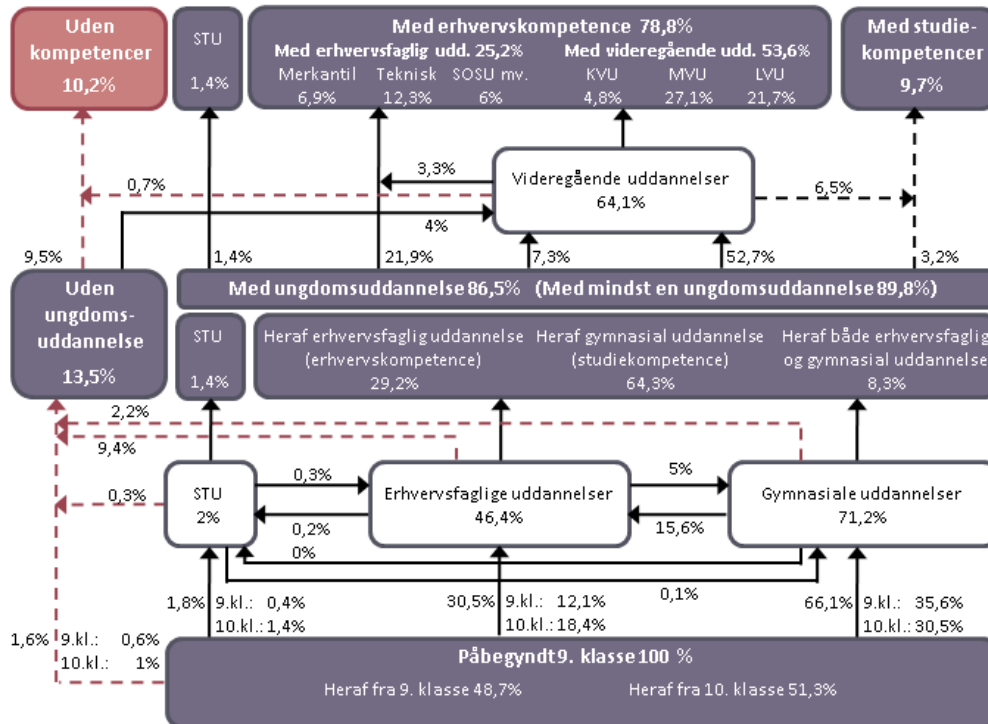 Uden
kompetencer
10,2%
STU
1,4%
Med erhvervskompetence 78,8%
Med erhvervsfaglig udd. 25,2%
Med videregående udd. 53,6%
Merkantil
Teknisk
SOSU mv.
KVU
MVU
LVU
6,9%
12,3%
6%
4,8%
27,1%
21,7%
Med studie-
kompetencer
9,7%
Videregående uddannelser
64,1%
3,3%
0,7%
4%
6,5%
9,5%
1,4%
21,9%
7,3%
52,7%
3,2%
Uden
ungdoms-
uddannelse
13,5%
Med ungdomsuddannelse 86,5% (Med mindst en ungdomsuddannelse 89,8%)
STU
1,4%
Heraf erhvervsfaglig uddannelse
(erhvervskompetence)
29,2%
Heraf gymnasial uddannelse
(studiekompetence)
64,3%
Heraf både erhvervsfaglig
og gymnasial uddannelse
8,3%
2,2%
9,4%
0,3%
STU
2%
0,3%
0,2%
0%
Erhvervsfaglige uddannelser
46,4%
5%
15,6%
Gymnasiale uddannelser
71,2%
0,1%
1,8% 9.kl.: 0,4%
10.kl.: 1,4%
30,5% 9.kl.: 12,1%
10.kl.: 18,4%
66,1% 9.kl.: 35,6%
10.kl.: 30,5%
1,6% 9.kl.: 0,6%
10.kl.: 1%
Påbegyndt 9. klasse 100 %
Heraf fra 9. klasse 48,7%
Heraf fra 10. klasse 51,3%